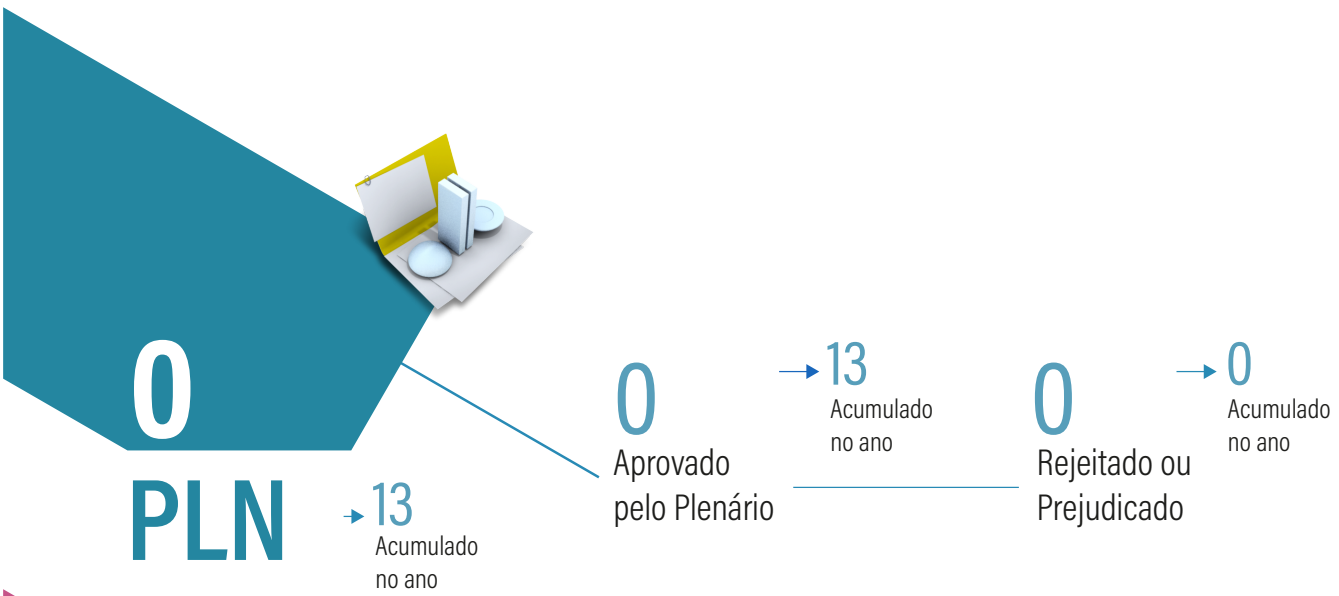 0
PLN
13
Acumulado
no ano
0
Aprovado
pelo Plenário
13
Acumulado
no ano
0
Rejeitado ou
Prejudicado
0
Acumulado
no ano